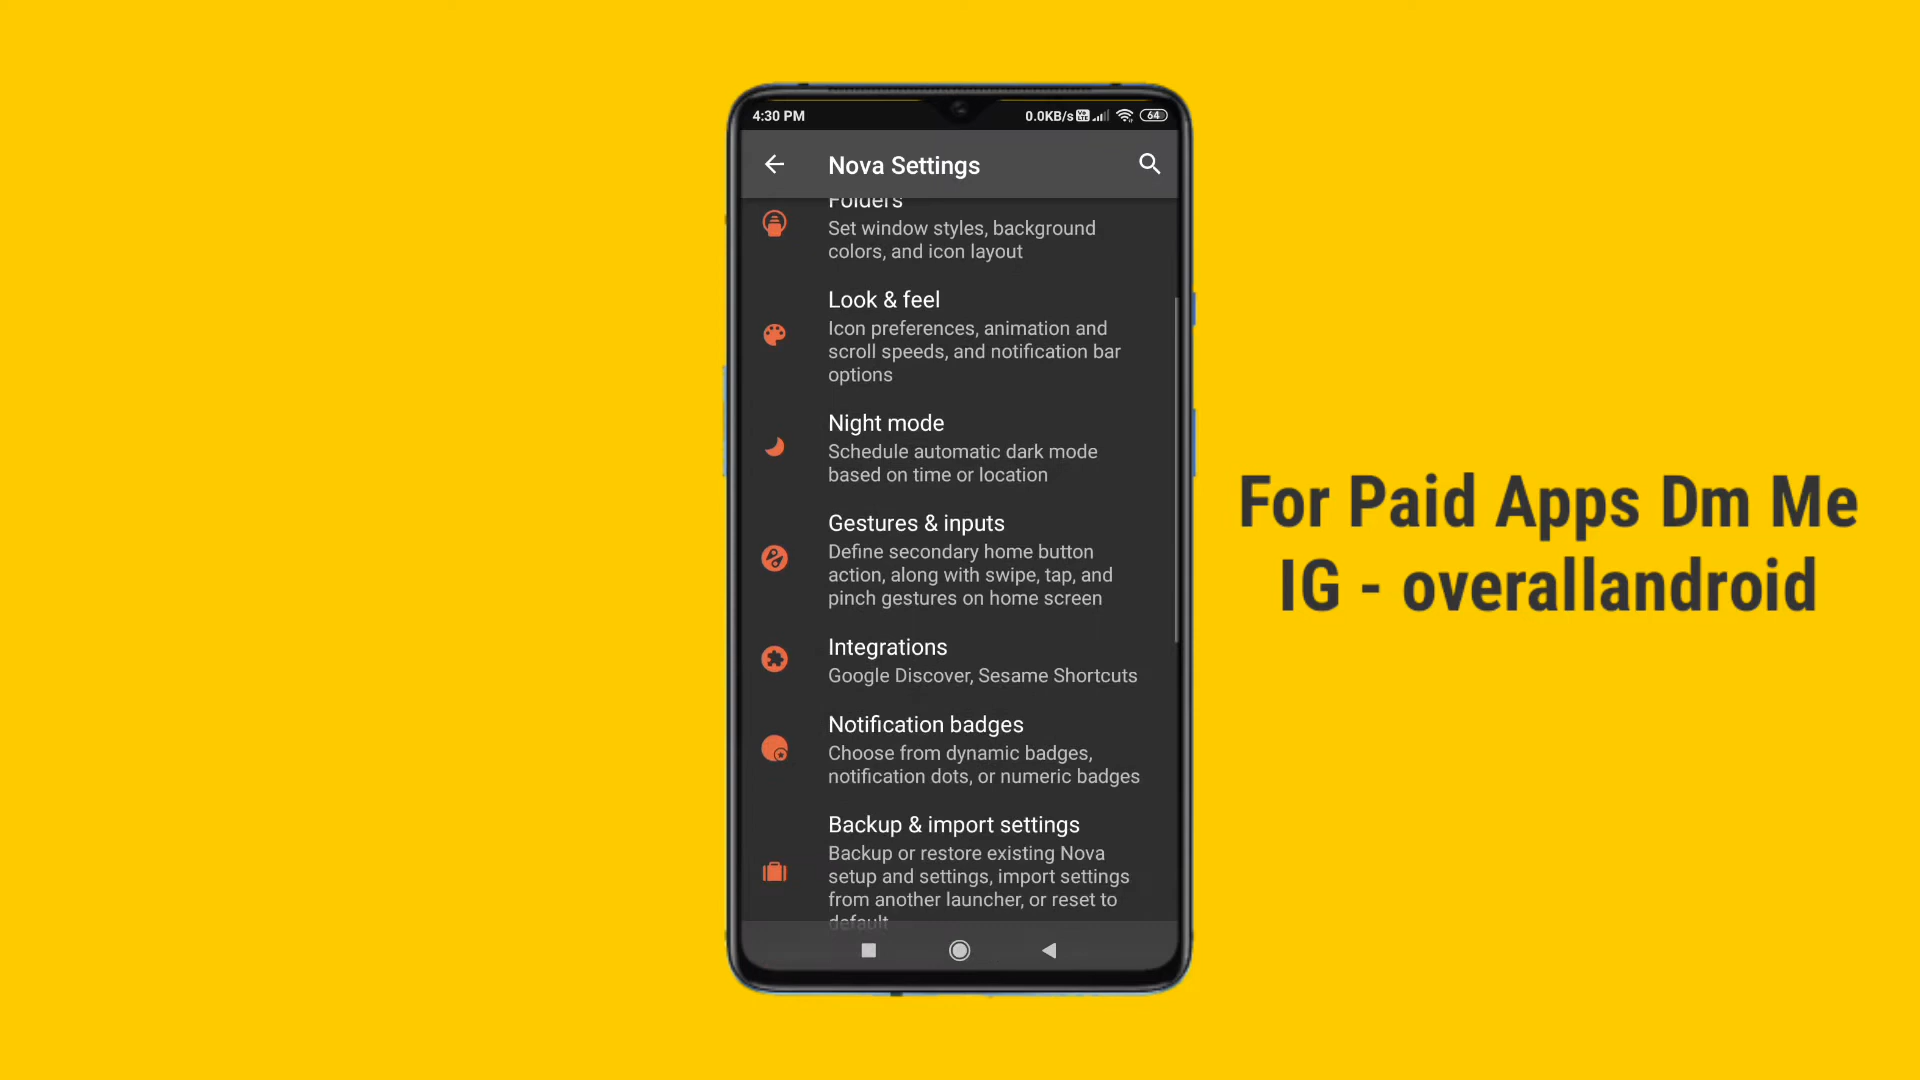 4:30 PM
0.0KB/s
64
Nova Settings
Folders
Set window styles, background
colors, and icon layout
Look & feel
Icon preferences, animation and
scroll speeds, and notification bar
options
Night mode
Schedule automatic dark mode
based on time or location
Gestures & inputs
Define secondary home button
action, along with swipe, tap, and
pinch gestures on home screen
Integrations
Google Discover, Sesame Shortcuts
Notification badges
Choose from dynamic badges,
notification dots, or numeric badges
Backup & import settings
Backup or restore existing Nova
setup and settings, import settings
from another launcher, or reset to
default
For Paid Apps Dm Me
IG - overallandroid